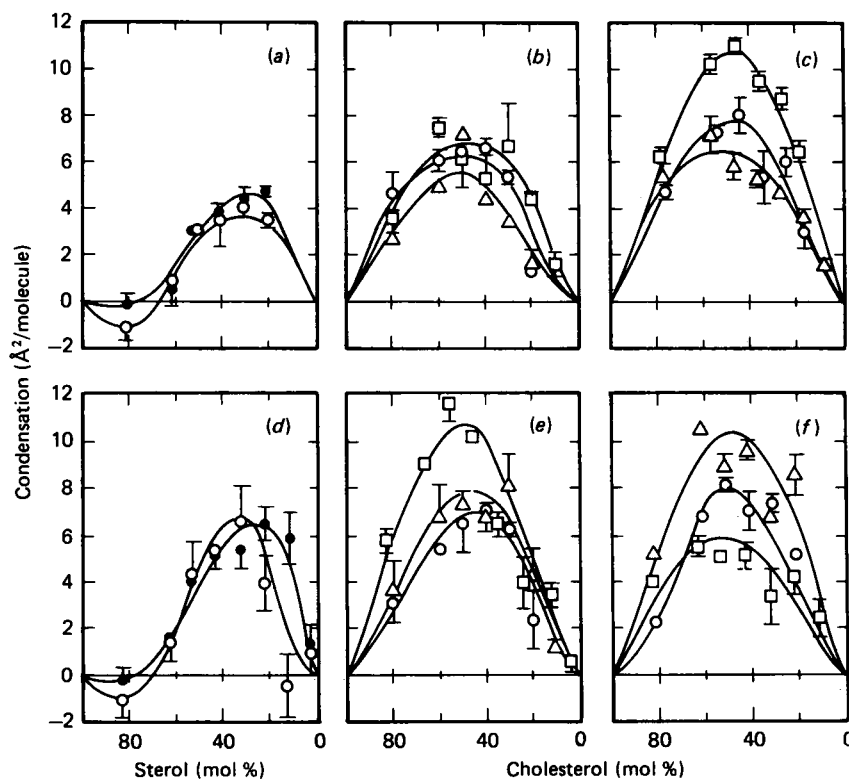 12
10
8
6
4
2
0
−2
(a)
(b)
(c)
Condensation (Å²/molecule)
12
10
8
6
4
2
0
−2
(d)
(e)
(f)
80 40 0 80 40 0 80 40 0
Sterol (mol %) Cholesterol (mol %)